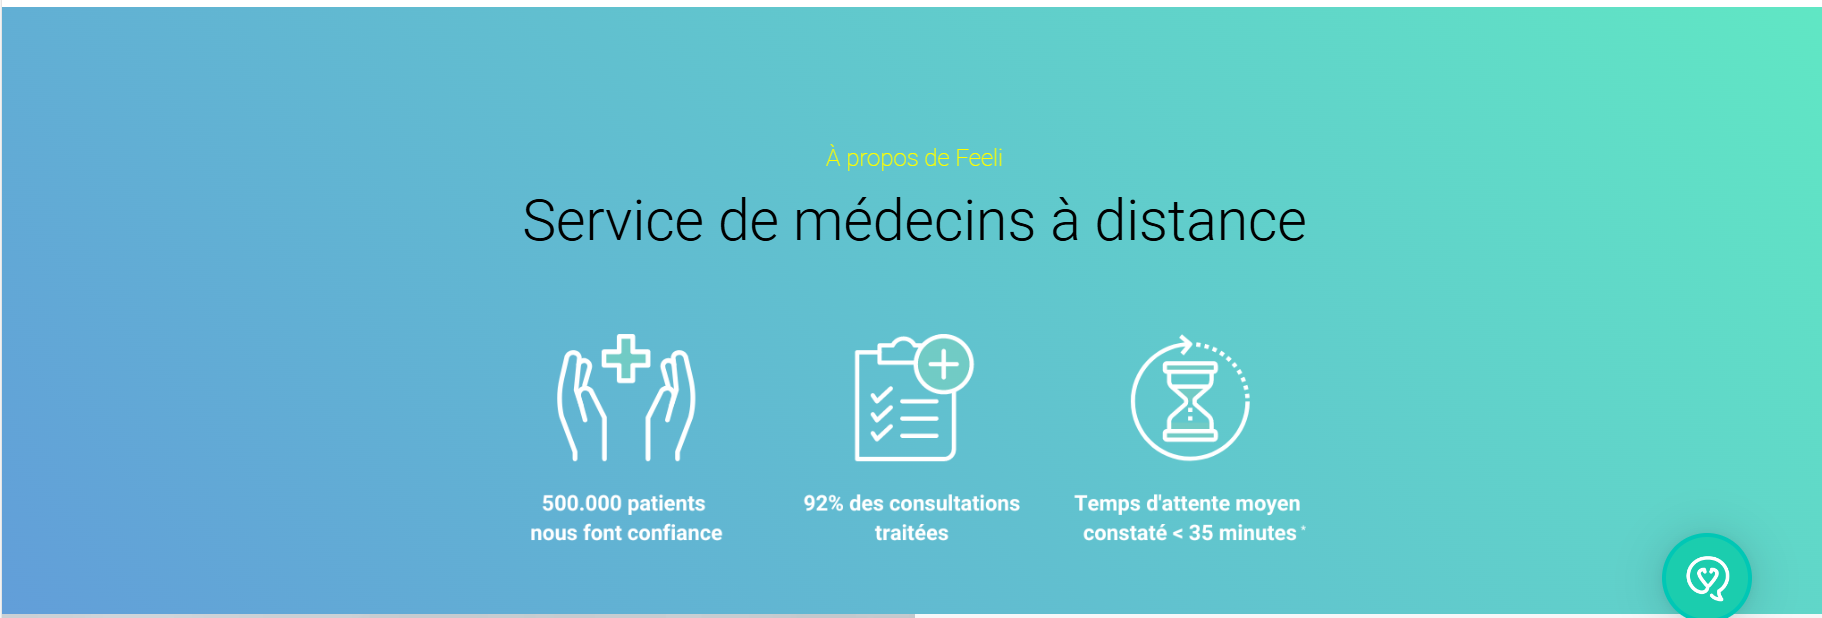 À propos de Feeli
Service de médecins à distance
500.000 patients
nous font confiance
92% des consultations
traitées
Temps d'attente moyen
constaté < 35 minutes *